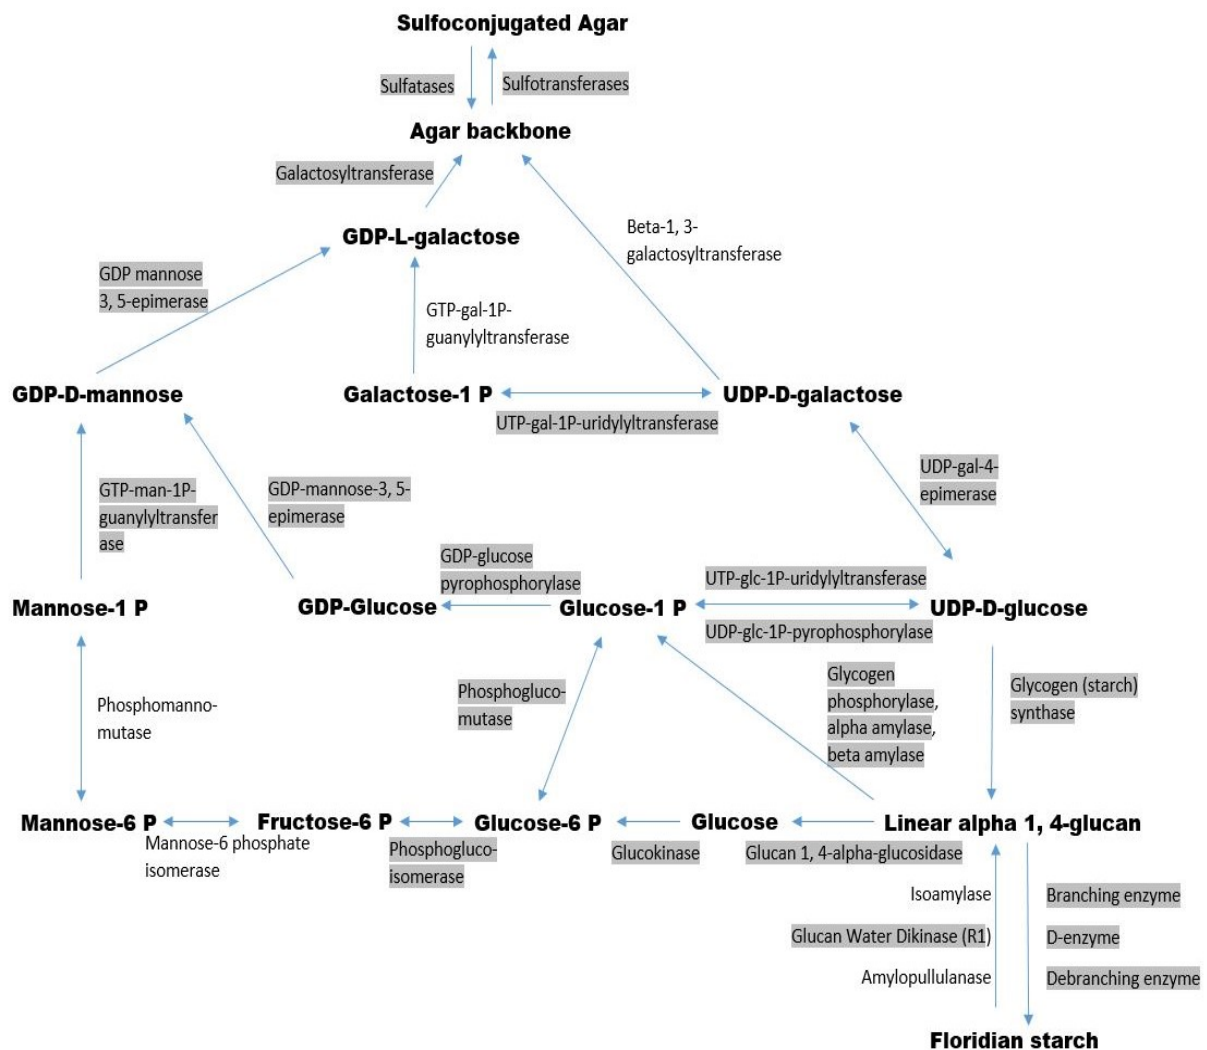 Sulfoconjugated Agar
Sulfatases
Sulfotransferases
Agar backbone
Galactosyltransferase
GDP-L-galactose
Beta-1, 3-
galactosyltransferase
GDP mannose
3, 5-epimerase
GTP-gal-1P-
guanylyltransferase
GDP-D-mannose
Galactose-1 P
UDP-D-galactose
UTP-gal-1P-uridylyltransferase
UDP-gal-4-
epimerase
GTP-man-1P-
guanylyltransfer
ase
GDP-mannose-3, 5-
epimerase
GDP-glucose
pyrophosphorylase
UTP-glc-1P-uridylyltransferase
Mannose-1 P
GDP-Glucose
Glucose-1 P
UDP-D-glucose
UDP-glc-1P-pyrophosphorylase
Phosphomanno-
mutase
Phosphogluco-
mutase
Glycogen
phosphorylase,
alpha amylase,
beta amylase
Glycogen (starch)
synthase
Mannose-6 P
Fructose-6 P
Glucose-6 P
Glucose
Linear alpha 1, 4-glucan
Mannose-6 phosphate
isomerase
Phosphogluco-
isomerase
Glucokinase
Glucan 1, 4-alpha-glucosidase
Isoamylase
Branching enzyme
Glucan Water Dikinase (R1)
D-enzyme
Amylopullulanase
Debranching enzyme
Floridian starch